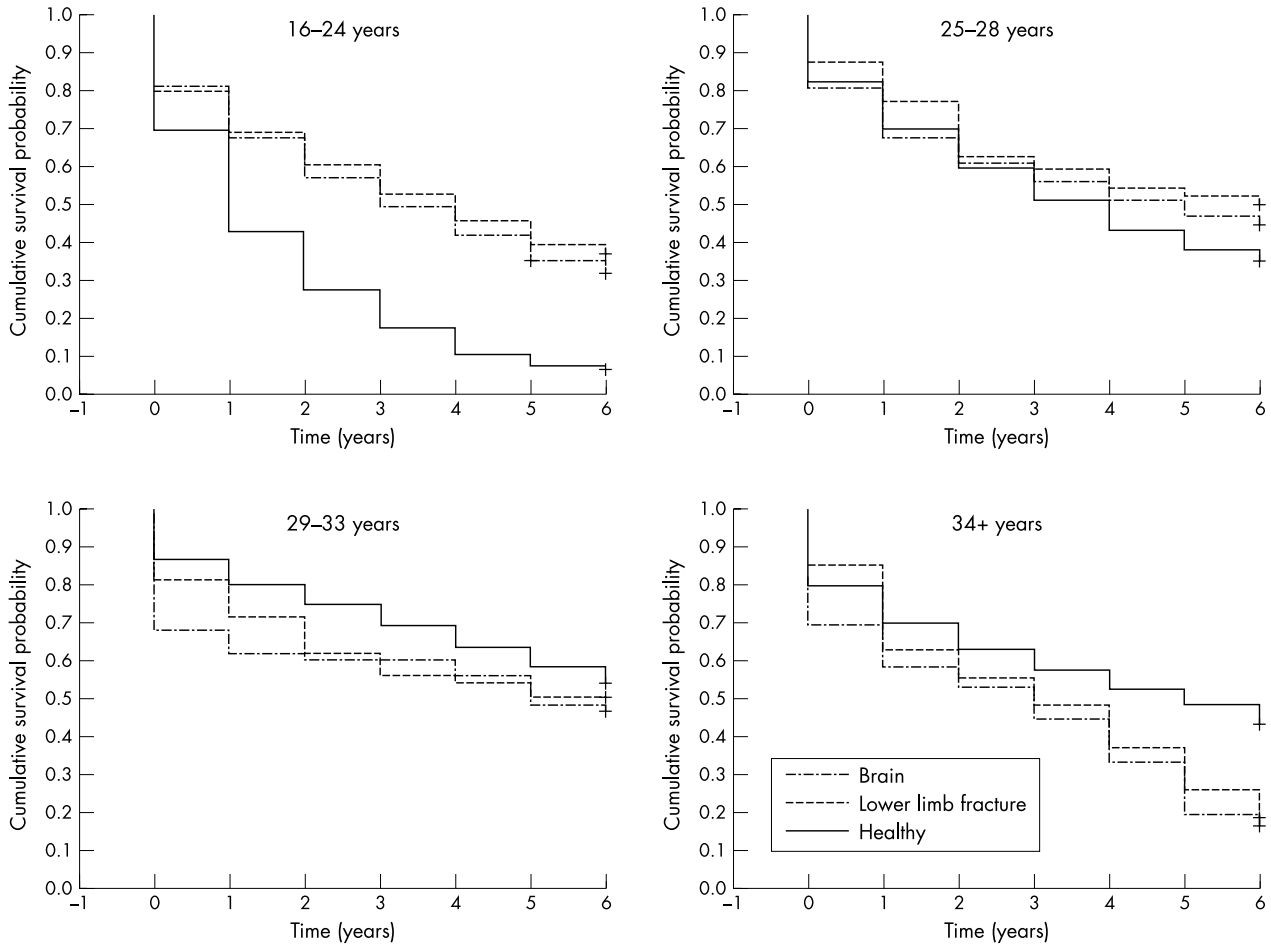 16–24 years
Cumulative survival probability
1.0
0.9
0.8
0.7
0.6
0.5
0.4
0.3
0.2
0.1
0.0
–1 0 1 2 3 4 5 6
Time (years)
25–28 years
Cumulative survival probability
1.0
0.9
0.8
0.7
0.6
0.5
0.4
0.3
0.2
0.1
0.0
–1 0 1 2 3 4 5 6
Time (years)
29–33 years
Cumulative survival probability
1.0
0.9
0.8
0.7
0.6
0.5
0.4
0.3
0.2
0.1
0.0
–1 0 1 2 3 4 5 6
Time (years)
34+ years
Cumulative survival probability
1.0
0.9
0.8
0.7
0.6
0.5
0.4
0.3
0.2
0.1
0.0
–1 0 1 2 3 4 5 6
Time (years)
Brain
Lower limb fracture
Healthy